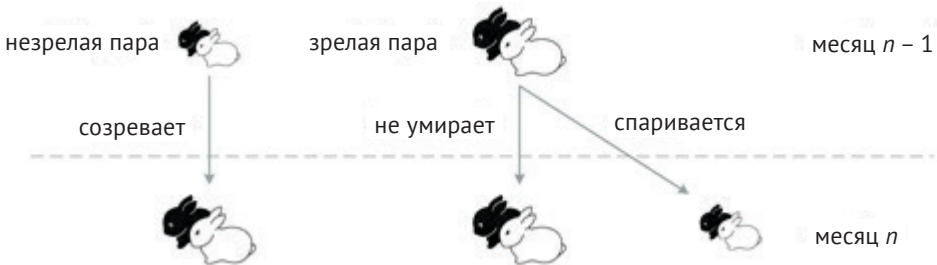 незрелая пара
зрелая пара
месяц n – 1
созревает
не умирает
спаривается
месяц n